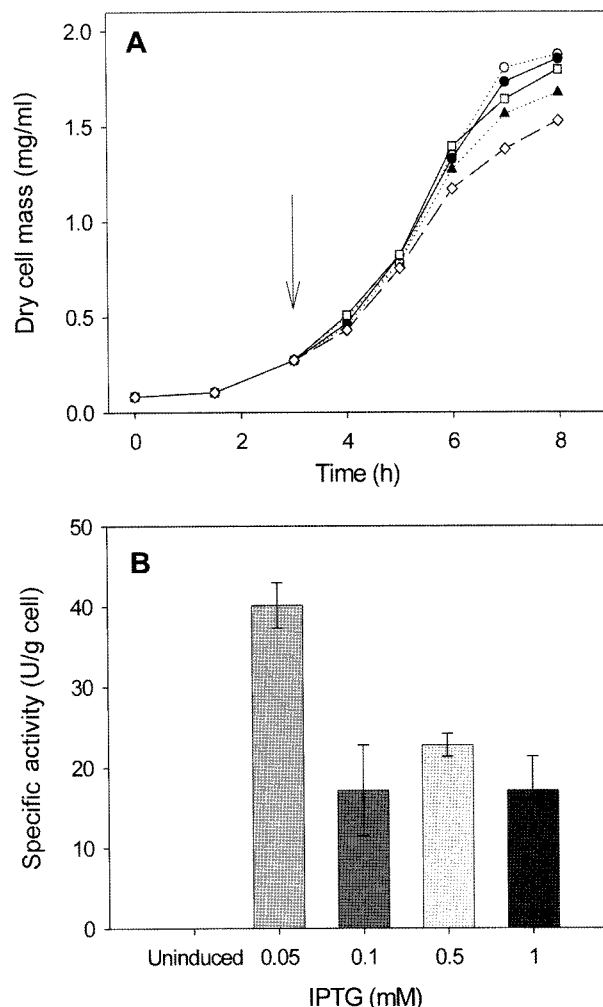 A
Dry cell mass (mg/ml)
2.0
1.5
1.0
0.5
0.0
0 2 4 6 8
Time (h)
B
Specific activity (U/g cell)
50
40
30
20
10
0
Uninduced 0.05 0.1 0.5 1
IPTG (mM)